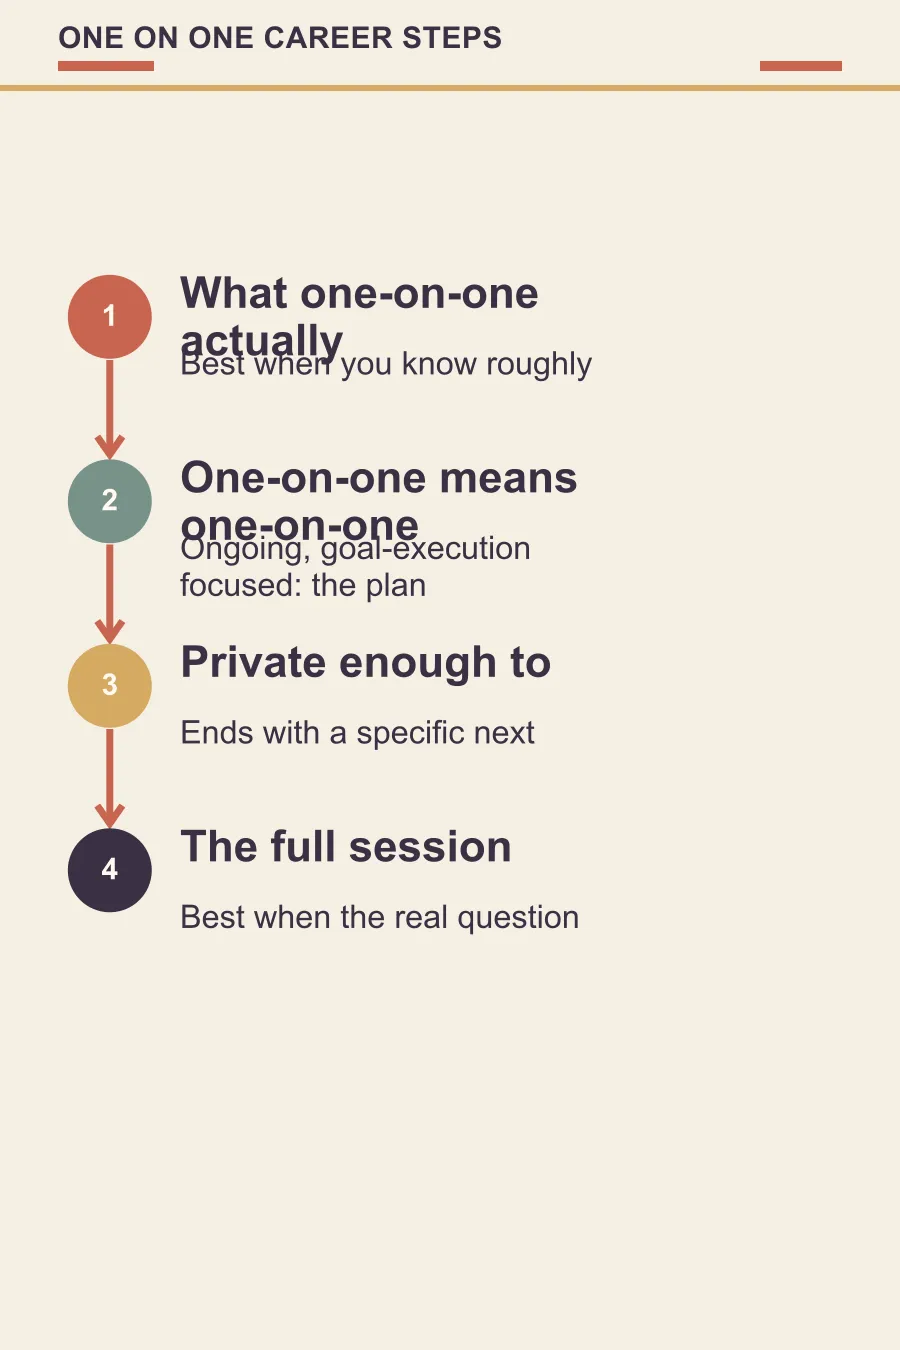 ONE ON ONE CAREER STEPS
1
What one-on-one
actually
Best when you know roughly
2
One-on-one means
one-on-one
Ongoing, goal-execution
focused: the plan
3
Private enough to
Ends with a specific next
4
The full session
Best when the real question